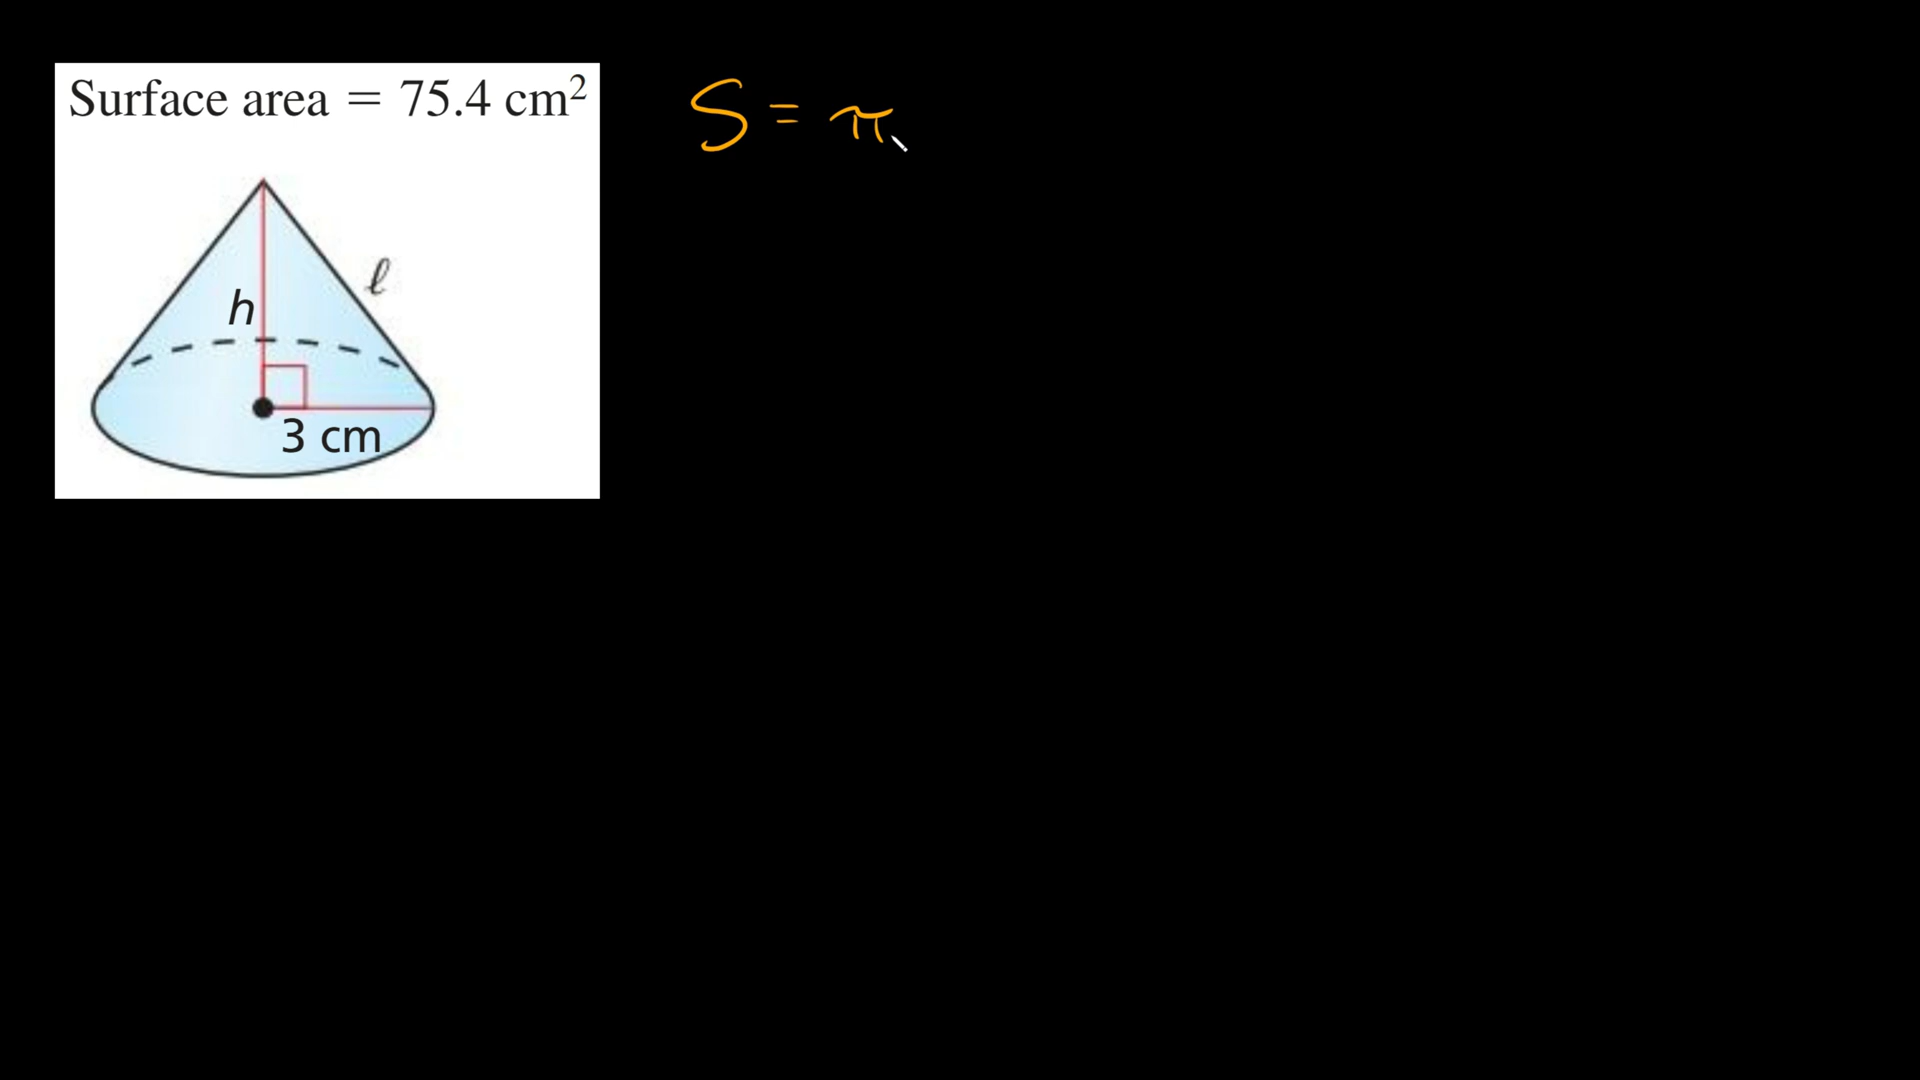 Surface area = 75.4 cm²
S = π
ℓ
h
3 cm